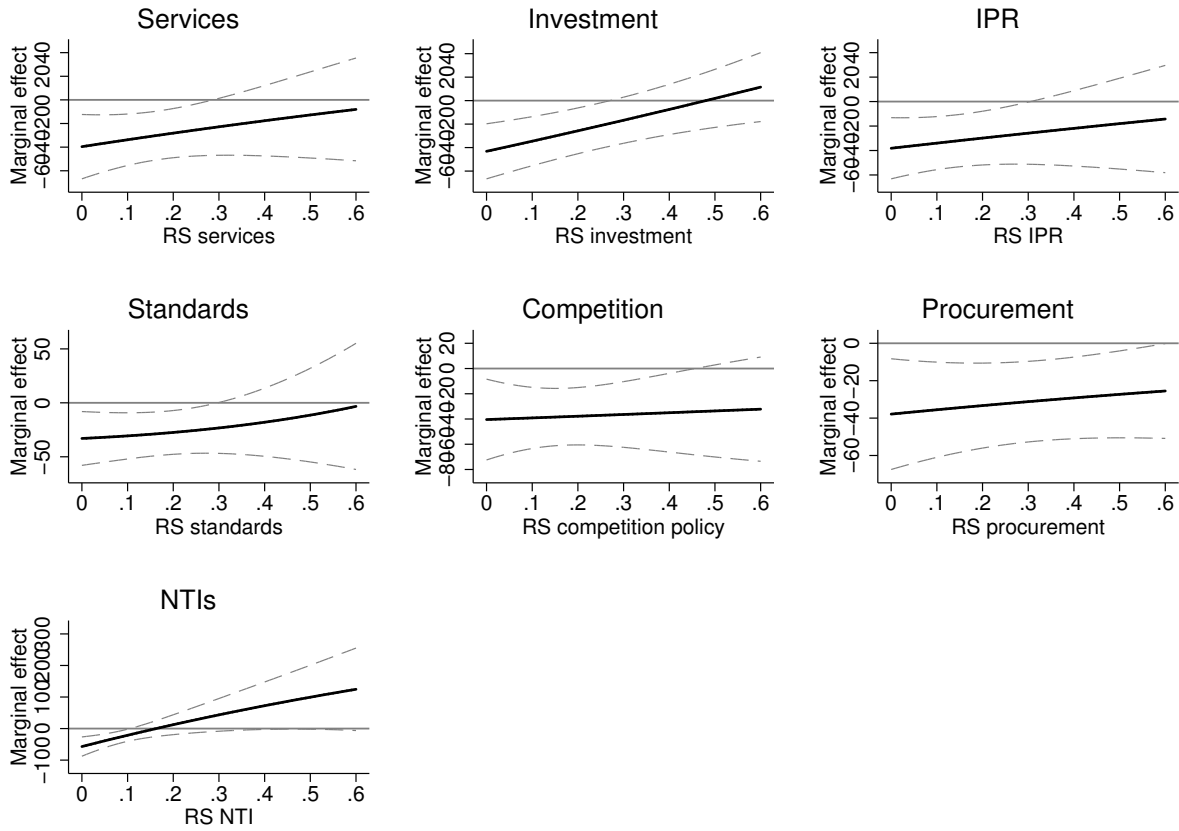 Services
Marginal effect
−60−40−20 0 20 40
0 .1 .2 .3 .4 .5 .6
RS services
Investment
Marginal effect
−60−40−20 0 20 40
0 .1 .2 .3 .4 .5 .6
RS investment
IPR
Marginal effect
−60−40−20 0 20 40
0 .1 .2 .3 .4 .5 .6
RS IPR
Standards
Marginal effect
−50 0 50
0 .1 .2 .3 .4 .5 .6
RS standards
Competition
Marginal effect
−80−60−40−20 0 20
0 .1 .2 .3 .4 .5 .6
RS competition policy
Procurement
Marginal effect
−60 −40 −20 0
0 .1 .2 .3 .4 .5 .6
RS procurement
NTIs
Marginal effect
−100 0 100 200 300
0 .1 .2 .3 .4 .5 .6
RS NTI